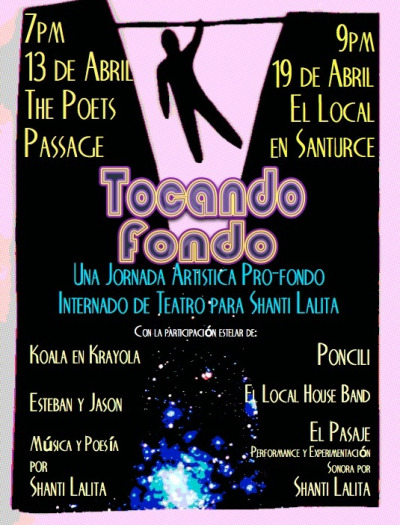 7pm
13 de Abril
The Poets
Passage
9pm
19 de Abril
El Local
en Santurce
Tocando
Fondo
Una Jornada Artistica Pro-fondo
Internado de Teatro para Shanti Lalita
Con la participación estelar de:
Koala en Krayola
Esteban y Jason
Música y Poesía
por
Shanti Lalita
Poncili
El Local House Band
El Pasaje
Performance y Experimentación
Sonora por
Shanti Lalita